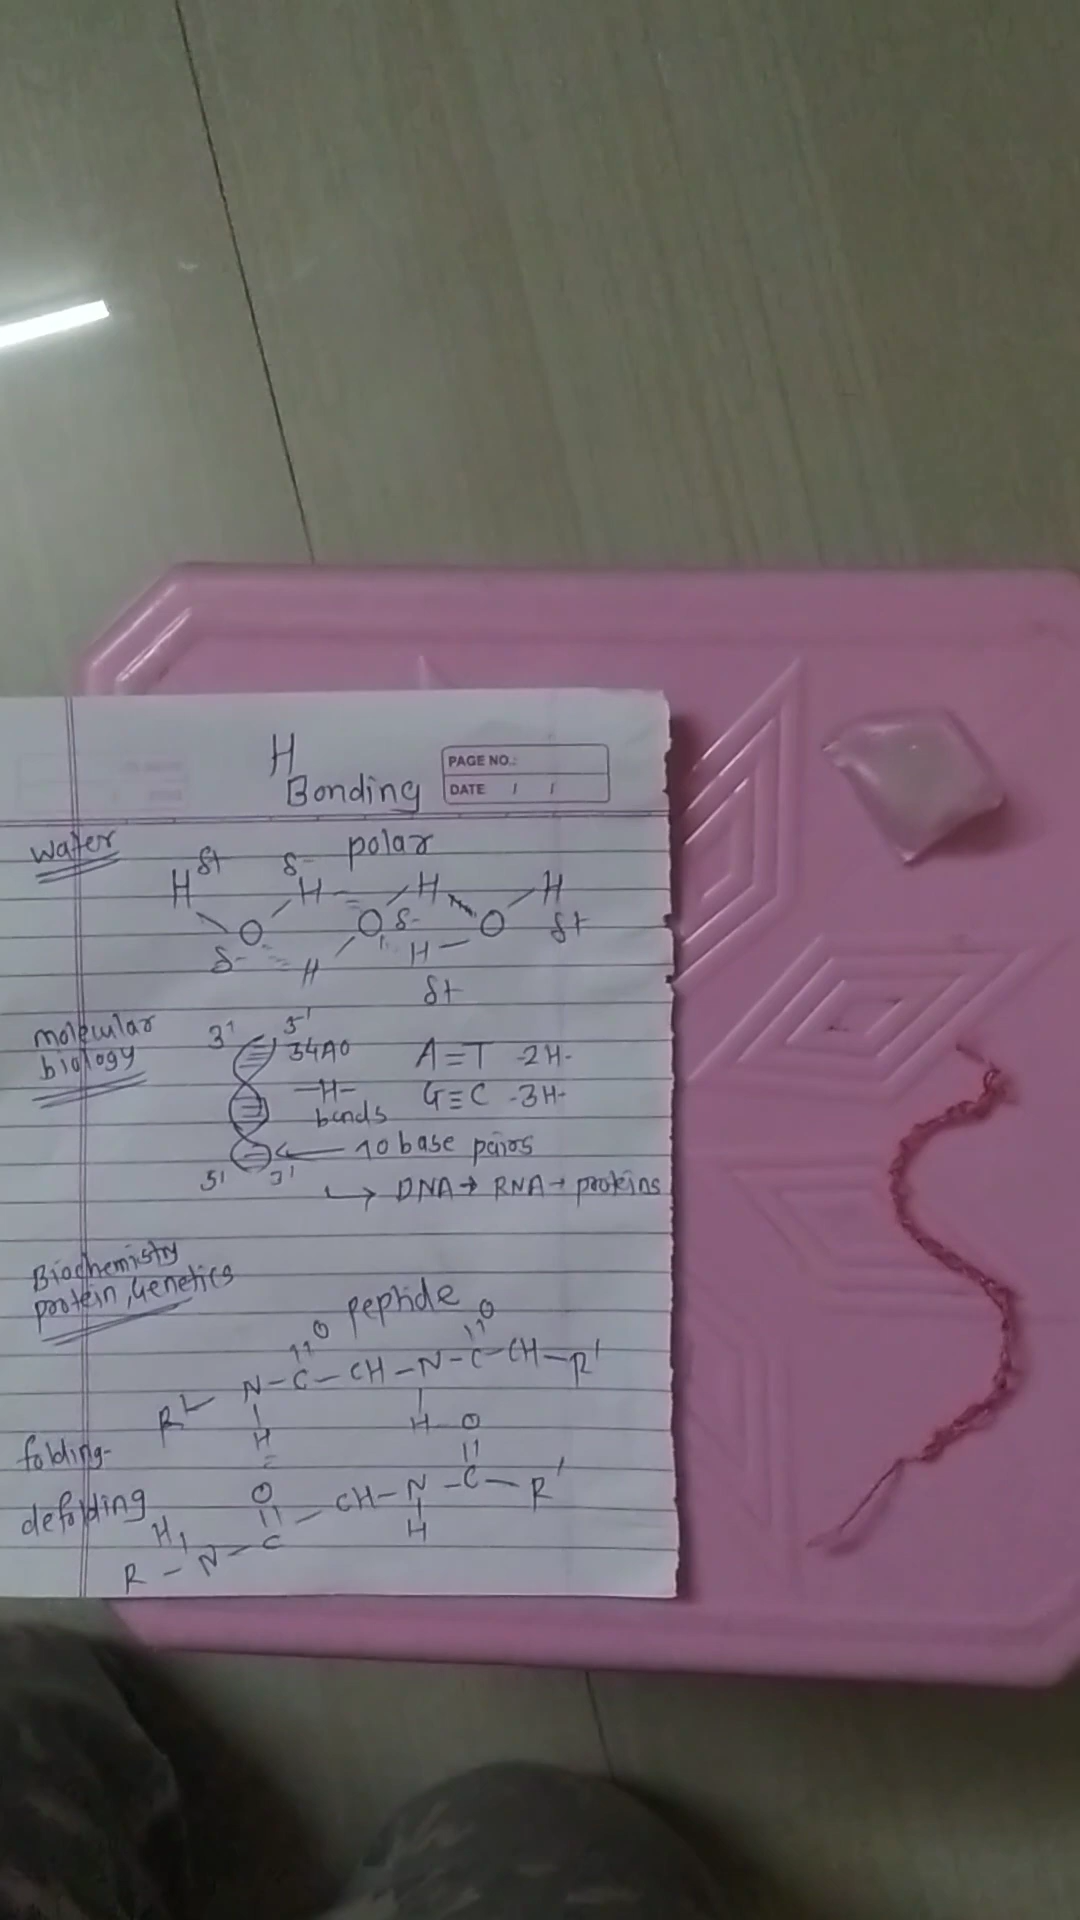 H
Bonding
PAGE NO.:
DATE / /
water
polar
H δ+ δ- H H H
O O δ- O δ+
δ- H H
δ+
molecular
biology
3' 5'
34A0 A=T -2H-
-H- G≡C -3H-
bonds
10 base pairs
5' 3'
→ DNA → RNA → proteins
Biochemistry
protein, Genetics
peptide
O O
R N-C-CH-N-C-CH-R'
H H O
folding-
defolding
O CH-N-C-R'
H H
R-N-C